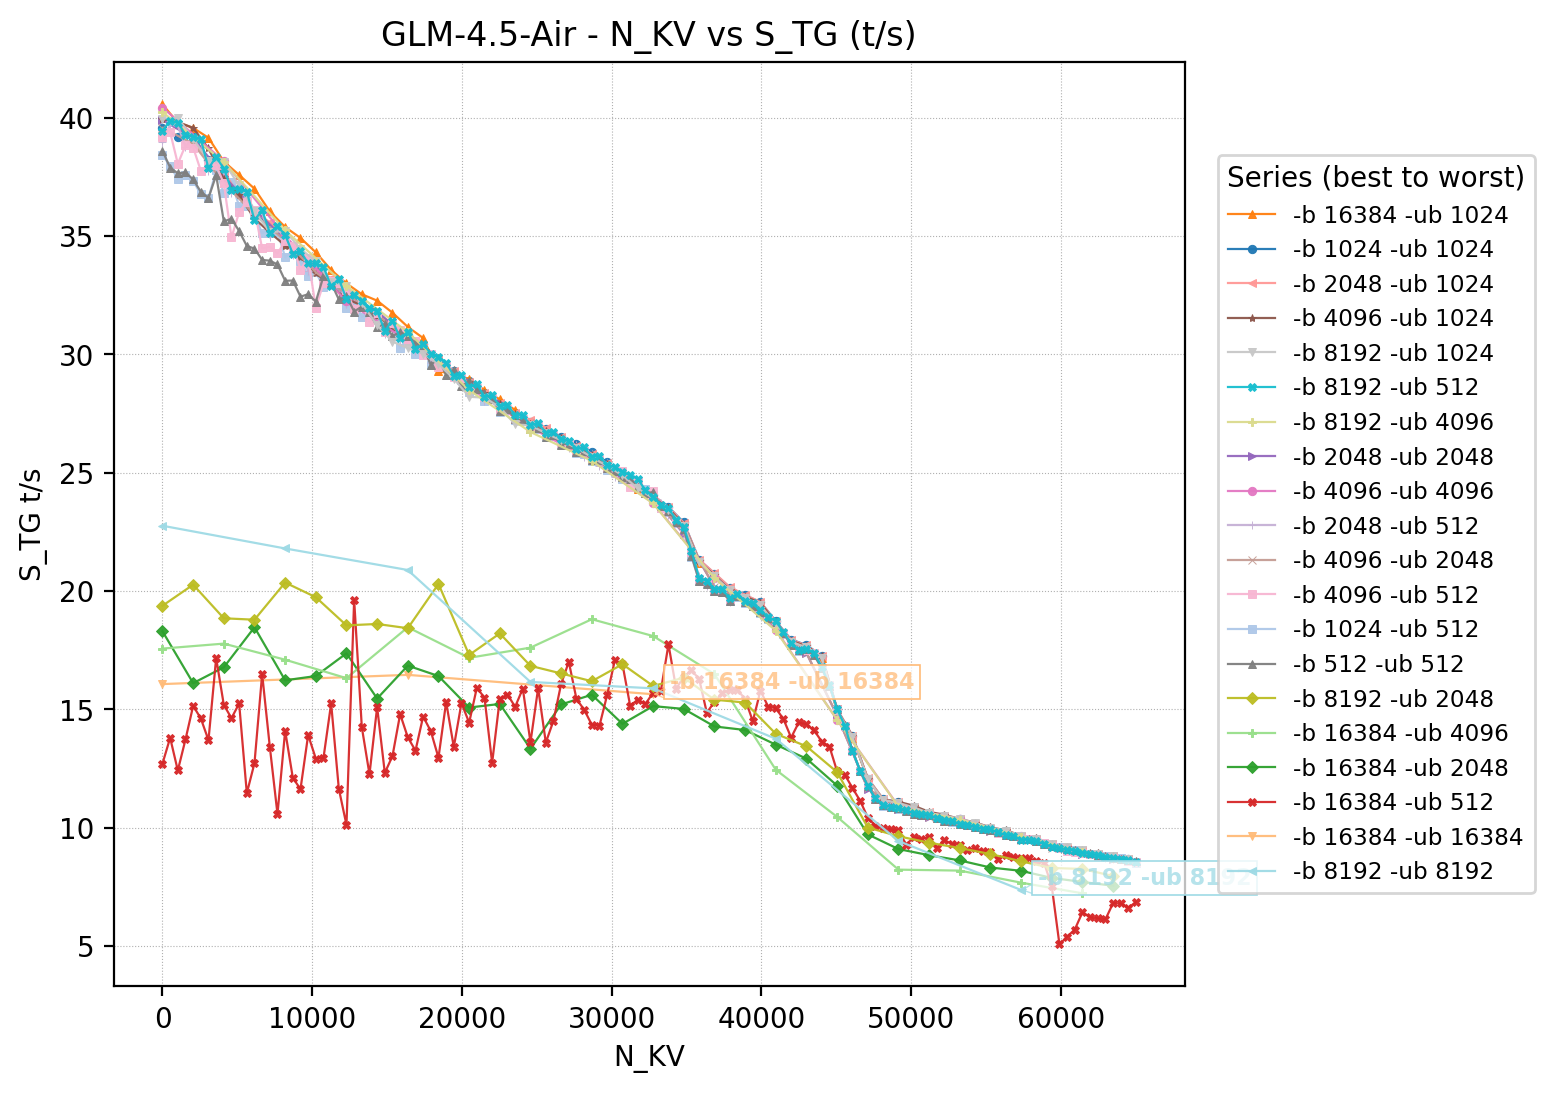 GLM-4.5-Air - N_KV vs S_TG (t/s)
S_TG t/s
40
35
30
25
20
15
10
5
0
10000
20000
30000
40000
50000
60000
N_KV
-b 16384 -ub 16384
-b 8192 -ub 8192
Series (best to worst)
-b 16384 -ub 1024
-b 1024 -ub 1024
-b 2048 -ub 1024
-b 4096 -ub 1024
-b 8192 -ub 1024
-b 8192 -ub 512
-b 8192 -ub 4096
-b 2048 -ub 2048
-b 4096 -ub 4096
-b 2048 -ub 512
-b 4096 -ub 2048
-b 4096 -ub 512
-b 1024 -ub 512
-b 512 -ub 512
-b 8192 -ub 2048
-b 16384 -ub 4096
-b 16384 -ub 2048
-b 16384 -ub 512
-b 16384 -ub 16384
-b 8192 -ub 8192